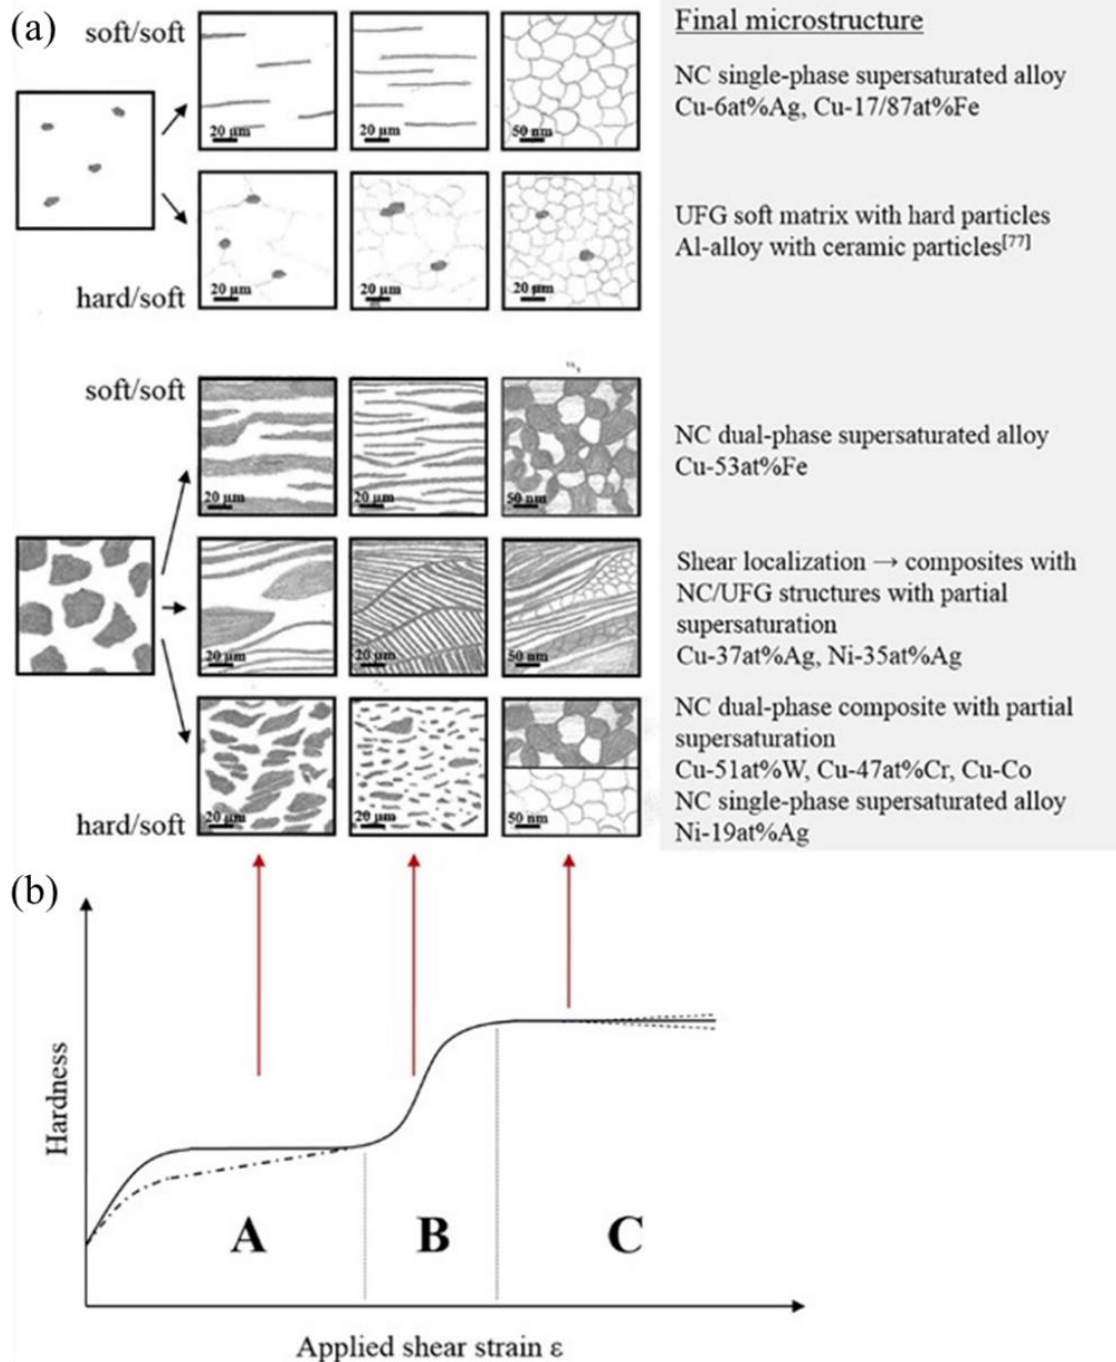 (a)
soft/soft
20 µm
20 µm
50 nm
Final microstructure
NC single-phase supersaturated alloy
Cu-6at%Ag, Cu-17/87at%Fe
hard/soft
20 µm
20 µm
20 µm
UFG soft matrix with hard particles
Al-alloy with ceramic particles[77]
soft/soft
20 µm
20 µm
50 nm
NC dual-phase supersaturated alloy
Cu-53at%Fe
20 µm
20 µm
50 nm
Shear localization → composites with
NC/UFG structures with partial
supersaturation
Cu-37at%Ag, Ni-35at%Ag
hard/soft
20 µm
20 µm
50 nm
NC dual-phase composite with partial
supersaturation
Cu-51at%W, Cu-47at%Cr, Cu-Co
NC single-phase supersaturated alloy
Ni-19at%Ag
(b)
Hardness
A
B
C
Applied shear strain ε